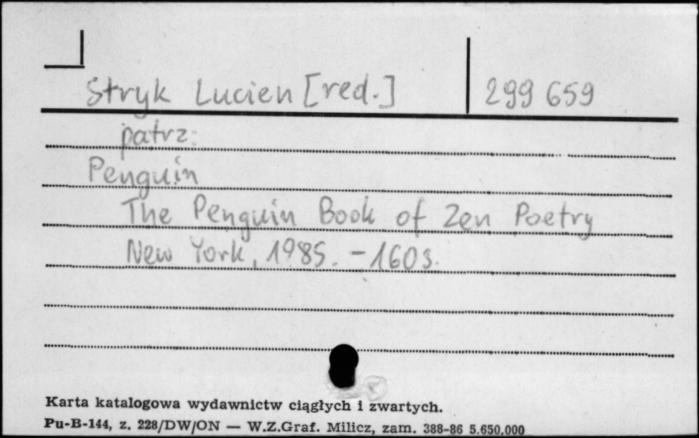 Stryk Lucien [red.] 299 659
patrz:
Penguin
The Penguin Book of Zen Poetry
New York, 1985. - 160 s.
Karta katalogowa wydawnictw ciągłych i zwartych.
Pu-B-144, z. 228/DW/ON — W.Z.Graf. Milicz, zam. 388-86 5.650.000